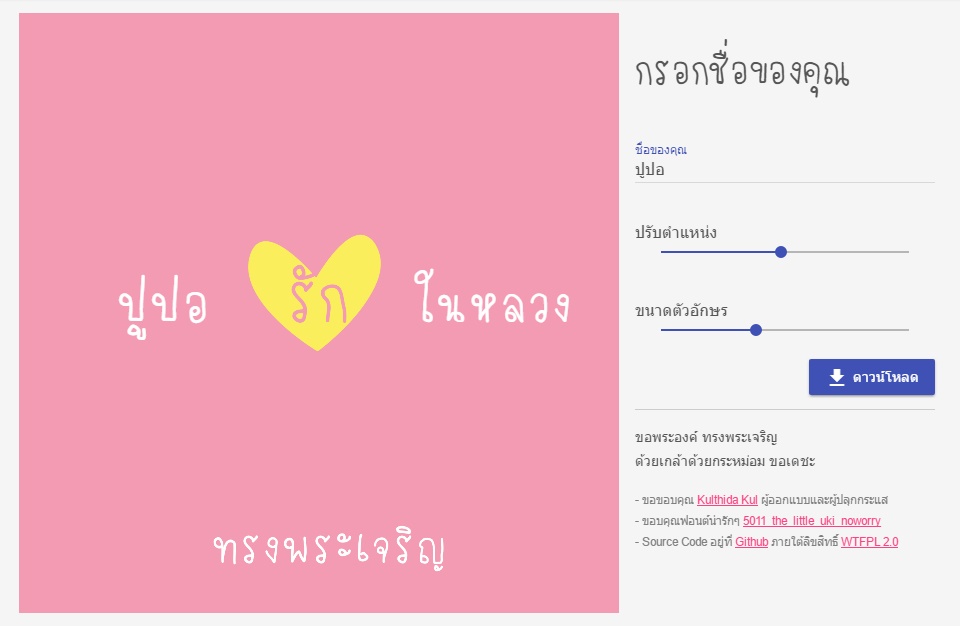 ปูปอ รัก ในหลวง
ทรงพระเจริญ
กรอกชื่อของคุณ
ชื่อของคุณ
ปูปอ
ปรับตำแหน่ง
ขนาดตัวอักษร
ดาวน์โหลด
ขอพระองค์ ทรงพระเจริญ
ด้วยเกล้าด้วยกระหม่อม ขอเดชะ
- ขอขอบคุณ Kulthida Kul ผู้ออกแบบและผู้ปลุกกระแส
- ขอบคุณฟอนต์น่ารักๆ 5011_the_little_uki_noworry
- Source Code อยู่ที่ Github ภายใต้ลิขสิทธิ์ WTFPL 2.0